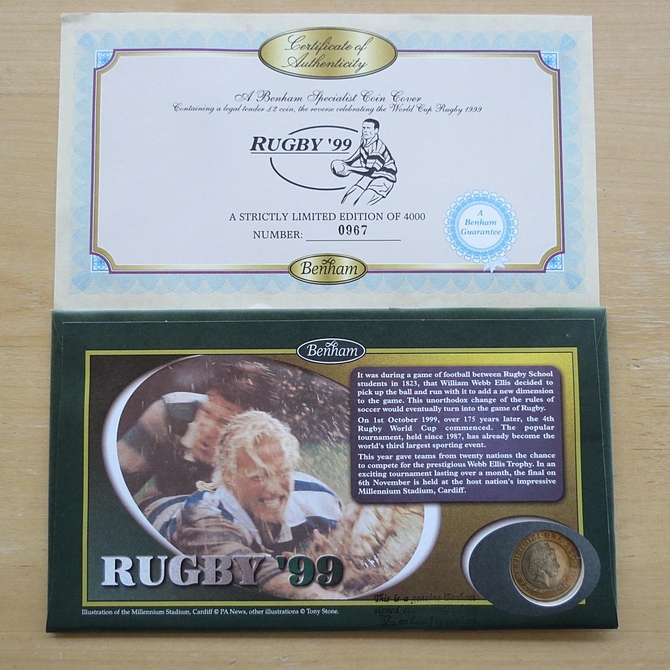 Certificate of
Authenticity
A Benham Specialist Coin Cover
Containing a legal tender £2 coin, the reverse celebrating the World Cup Rugby 1999
RUGBY '99
A STRICTLY LIMITED EDITION OF 4000
NUMBER: 0967
A
Benham
Guarantee
Benham
Benham
It was during a game of football between Rugby School
students in 1823, that William Webb Ellis decided to
pick up the ball and run with it to add a new dimension
to the game. This unorthodox change of the rules of
soccer would eventually turn into the game of Rugby.
On 1st October 1999, over 175 years later, the 4th
Rugby World Cup commenced. The popular
tournament, held since 1987, has already become the
world's third largest sporting event.
This year gave teams from twenty nations the chance
to compete for the prestigious Webb Ellis Trophy. In an
exciting tournament lasting over a month, the final on
6th November is held at the host nation's impressive
Millennium Stadium, Cardiff.
RUGBY '99
Illustration of the Millennium Stadium, Cardiff © PA News, other illustrations © Tony Stone.
This is a genuine Benham